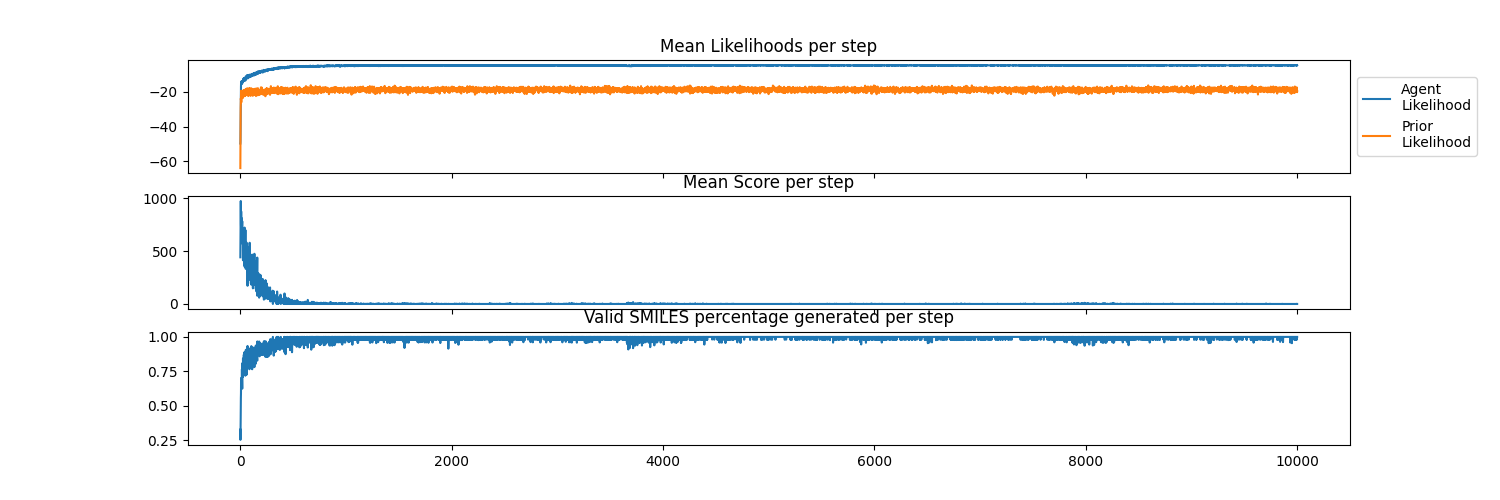 Mean Likelihoods per step
−20
−40
−60
Agent
Likelihood
Prior
Likelihood
Mean Score per step
1000
500
0
Valid SMILES percentage generated per step
1.00
0.75
0.50
0.25
0 2000 4000 6000 8000 10000